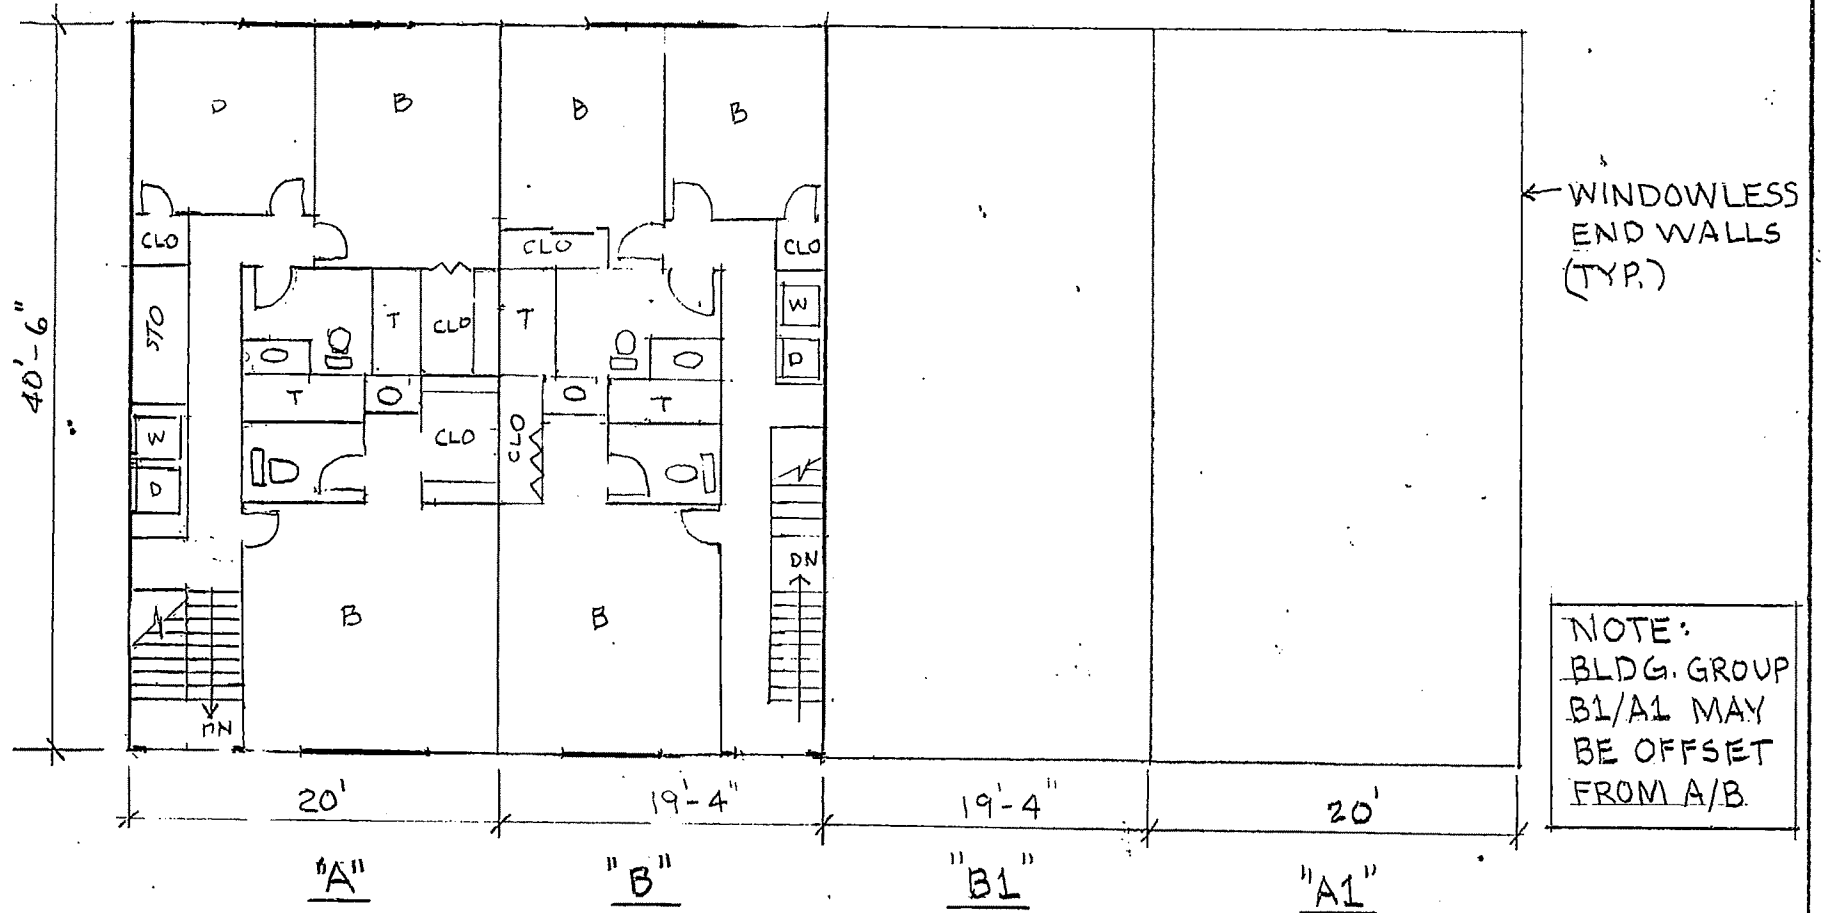 D B B B
CLO CLO CLO
STO T CLO T W
D
W T CLO CLO T
D
DN
B B
DN
40'-6"
20' 19'-4" 19'-4" 20'
"A" "B" "B1" "A1"
WINDOWLESS
END WALLS
(TYP.)
NOTE:
BLDG. GROUP
B1/A1 MAY
BE OFFSET
FROM A/B